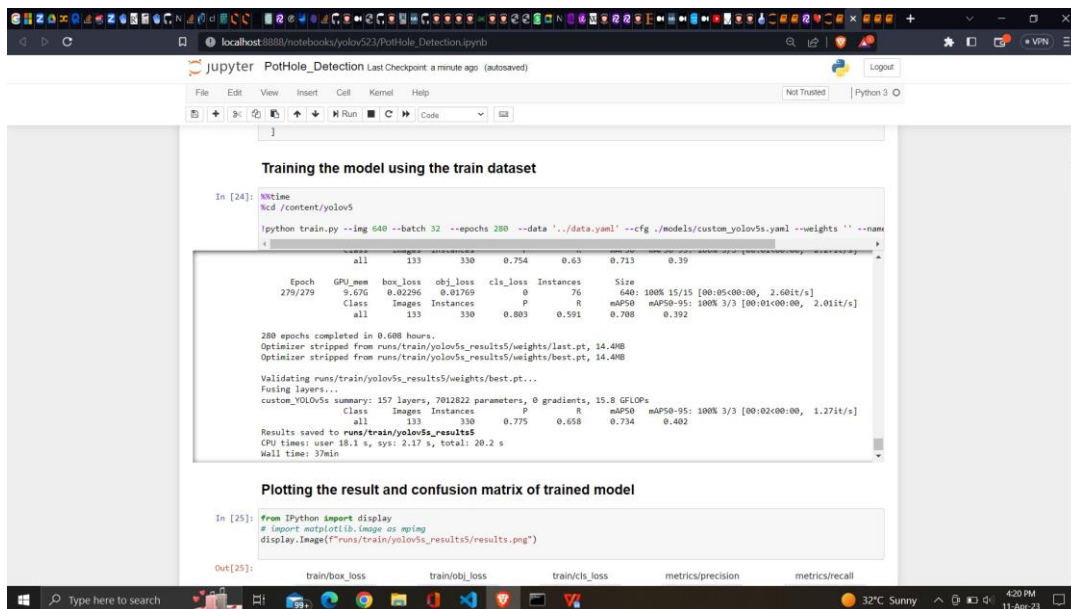 localhost:8888/notebooks/yolov523/PotHole_Detection.ipynb
VPN
jupyter PotHole_Detection Last Checkpoint: a minute ago (autosaved)
Logout
File Edit View Insert Cell Kernel Help
Not Trusted
Python 3
Run
Code
]
Training the model using the train dataset
In [24]: %%time
%cd /content/yolov5
!python train.py --img 640 --batch 32 --epochs 280 --data '../data.yaml' --cfg ./models/custom_yolov5s.yaml --weights '' --name
all 133 330 0.754 0.63 0.713 0.39
Epoch GPU_mem box_loss obj_loss cls_loss Instances Size
279/279 9.67G 0.02296 0.01769 0 76 640: 100% 15/15 [00:05<00:00, 2.60it/s]
Class Images Instances P R mAP50 mAP50-95: 100% 3/3 [00:01<00:00, 2.01it/s]
all 133 330 0.803 0.591 0.708 0.392
280 epochs completed in 0.608 hours.
Optimizer stripped from runs/train/yolov5s_results5/weights/last.pt, 14.4MB
Optimizer stripped from runs/train/yolov5s_results5/weights/best.pt, 14.4MB
Validating runs/train/yolov5s_results5/weights/best.pt...
Fusing layers...
custom_YOLOv5s summary: 157 layers, 7012822 parameters, 0 gradients, 15.8 GFLOPs
Class Images Instances P R mAP50 mAP50-95: 100% 3/3 [00:02<00:00, 1.27it/s]
all 133 330 0.775 0.658 0.734 0.402
Results saved to runs/train/yolov5s_results5
CPU times: user 18.1 s, sys: 2.17 s, total: 20.2 s
Wall time: 37min
Plotting the result and confusion matrix of trained model
In [25]: from IPython import display
# import matplotlib.image as mpimg
display.Image(f"runs/train/yolov5s_results5/results.png")
Out[25]:
train/box_loss train/obj_loss train/cls_loss metrics/precision metrics/recall
Type here to search
99+
32°C Sunny
4:20 PM
11-Apr-23